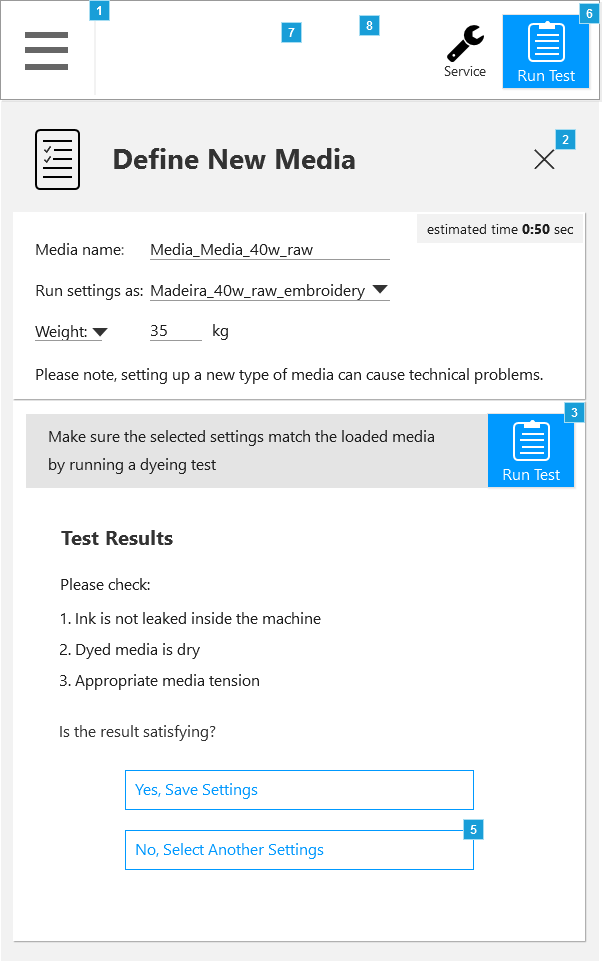 1
7
8
6
Service
Run Test
Define New Media
2
estimated time 0:50 sec
Media name: Media_Media_40w_raw
Run settings as: Madeira_40w_raw_embroidery
Weight: 35 kg
Please note, setting up a new type of media can cause technical problems.
3
Make sure the selected settings match the loaded media
by running a dyeing test
Run Test
Test Results
Please check:
1. Ink is not leaked inside the machine
2. Dyed media is dry
3. Appropriate media tension
Is the result satisfying?
Yes, Save Settings
5
No, Select Another Settings